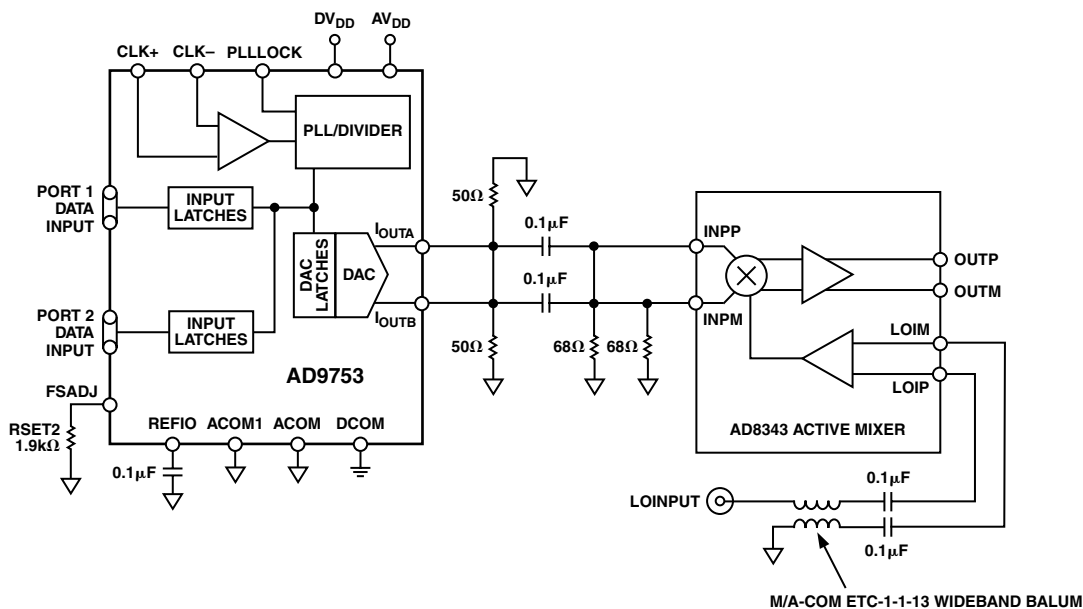 DVDD AVDD
CLK+ CLK– PLLLOCK
PLL/DIVIDER
PORT 1
DATA
INPUT
INPUT
LATCHES
50Ω
0.1µF
IOUTA
INPP
DAC
LATCHES
DAC
OUTP
0.1µF
OUTM
IOUTB
INPM
PORT 2
DATA
INPUT
INPUT
LATCHES
LOIM
50Ω
68Ω
68Ω
AD9753
LOIP
FSADJ
RSET2
1.9kΩ
REFIO ACOM1 ACOM DCOM
AD8343 ACTIVE MIXER
0.1µF
0.1µF
LOINPUT
0.1µF
M/A-COM ETC-1-1-13 WIDEBAND BALUM